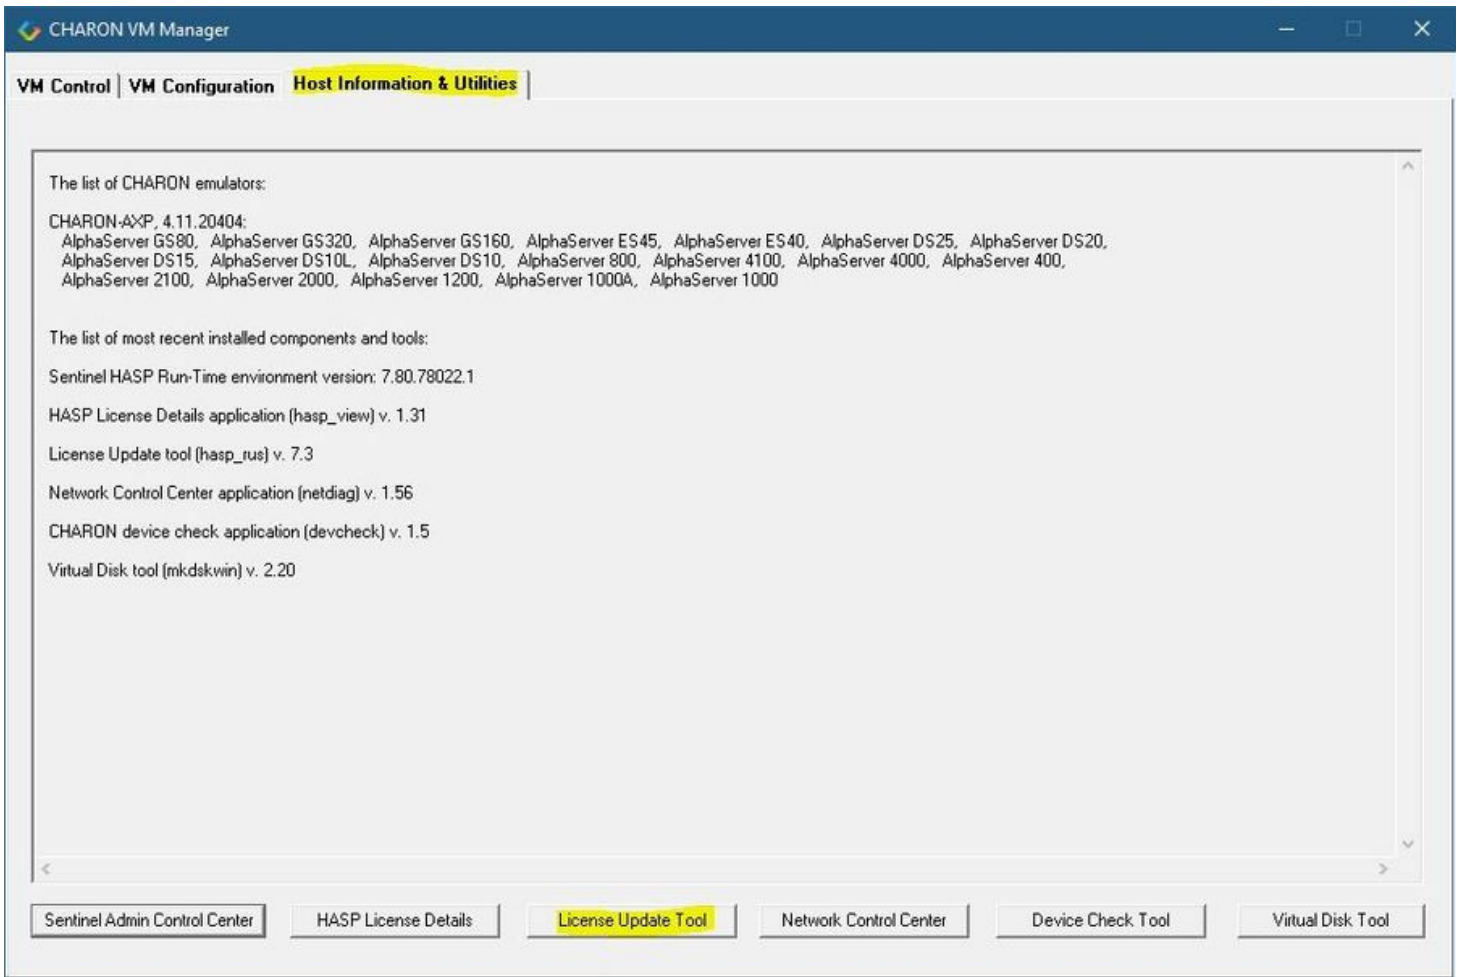 CHARON VM Manager
VM Control | VM Configuration Host Information & Utilities
The list of CHARON emulators:
CHARON-AXP, 4.11.20404:
AlphaServer GS80, AlphaServer GS320, AlphaServer GS160, AlphaServer ES45, AlphaServer ES40, AlphaServer DS25, AlphaServer DS20,
AlphaServer DS15, AlphaServer DS10L, AlphaServer DS10, AlphaServer 800, AlphaServer 4100, AlphaServer 4000, AlphaServer 400,
AlphaServer 2100, AlphaServer 2000, AlphaServer 1200, AlphaServer 1000A, AlphaServer 1000
The list of most recent installed components and tools:
Sentinel HASP Run-Time environment version: 7.80.78022.1
HASP License Details application (hasp_view) v. 1.31
License Update tool (hasp_rus) v. 7.3
Network Control Center application (netdiag) v. 1.56
CHARON device check application (devcheck) v. 1.5
Virtual Disk tool (mkdskwin) v. 2.20
Sentinel Admin Control Center HASP License Details License Update Tool Network Control Center Device Check Tool Virtual Disk Tool